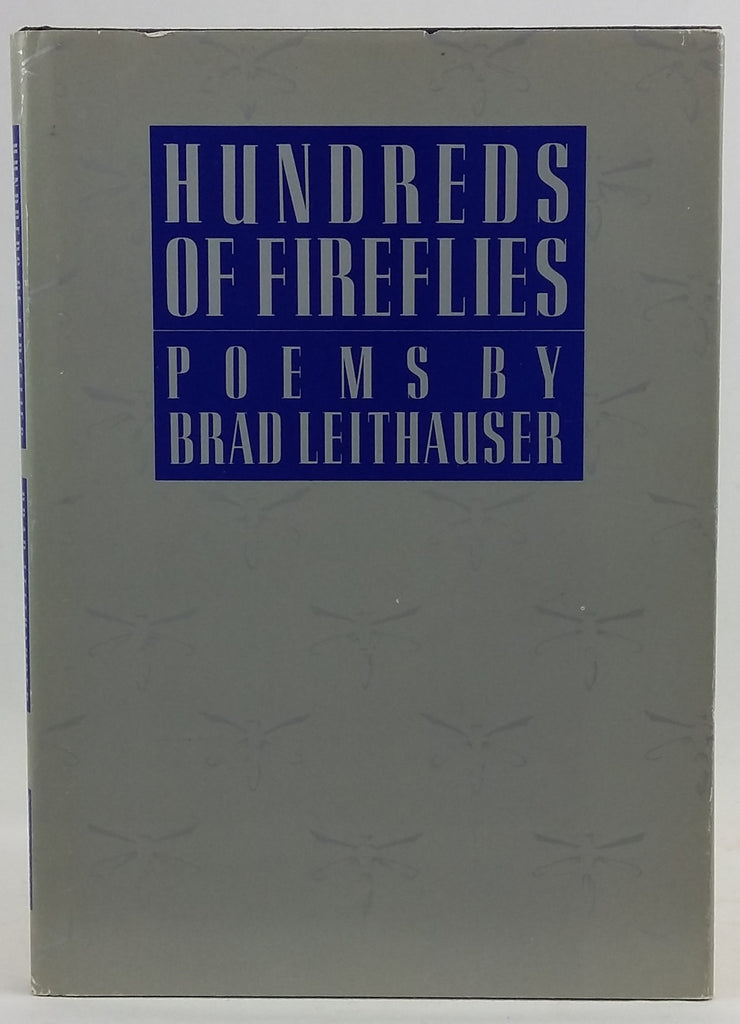 HUNDREDS
OF FIREFLIES
POEMS BY
BRAD LEITHAUSER